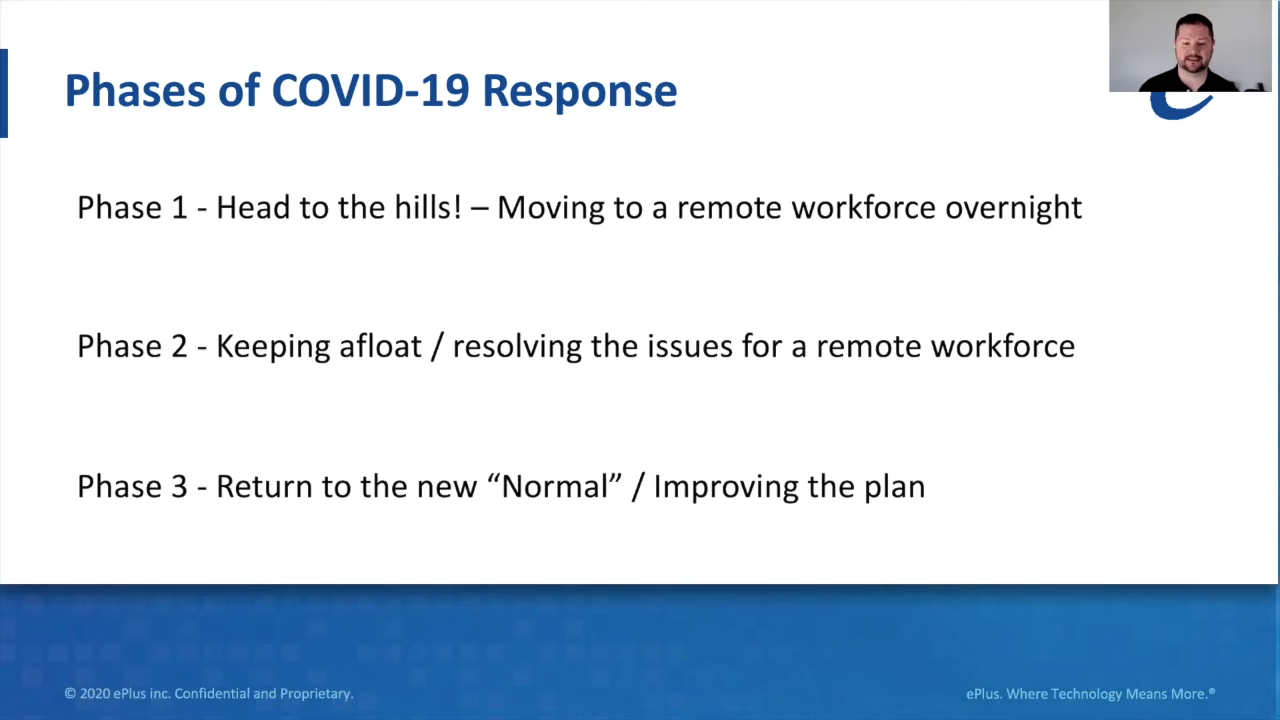 Phases of COVID-19 Response
Phase 1 - Head to the hills! – Moving to a remote workforce overnight
Phase 2 - Keeping afloat / resolving the issues for a remote workforce
Phase 3 - Return to the new “Normal” / Improving the plan
© 2020 ePlus inc. Confidential and Proprietary.
ePlus. Where Technology Means More.®